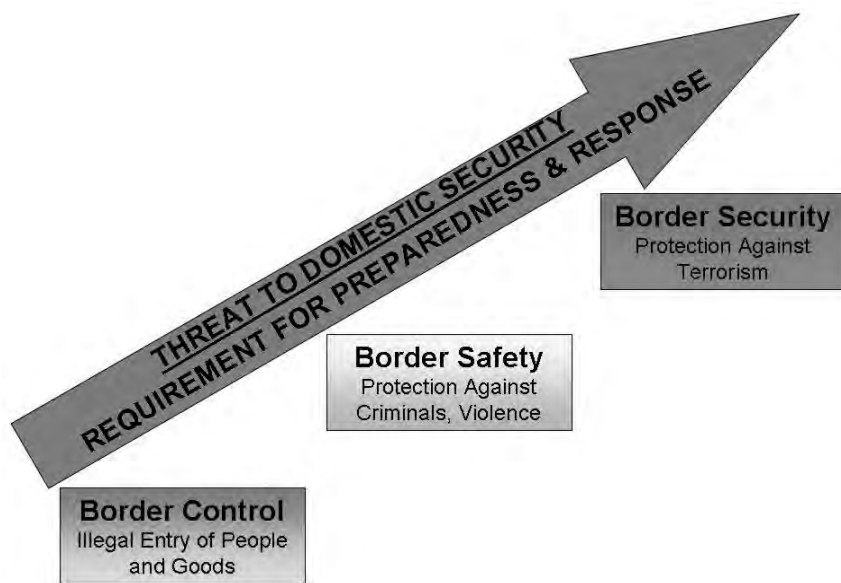 THREAT TO DOMESTIC SECURITY
REQUIREMENT FOR PREPAREDNESS & RESPONSE
Border Security
Protection Against
Terrorism
Border Safety
Protection Against
Criminals, Violence
Border Control
Illegal Entry of People
and Goods